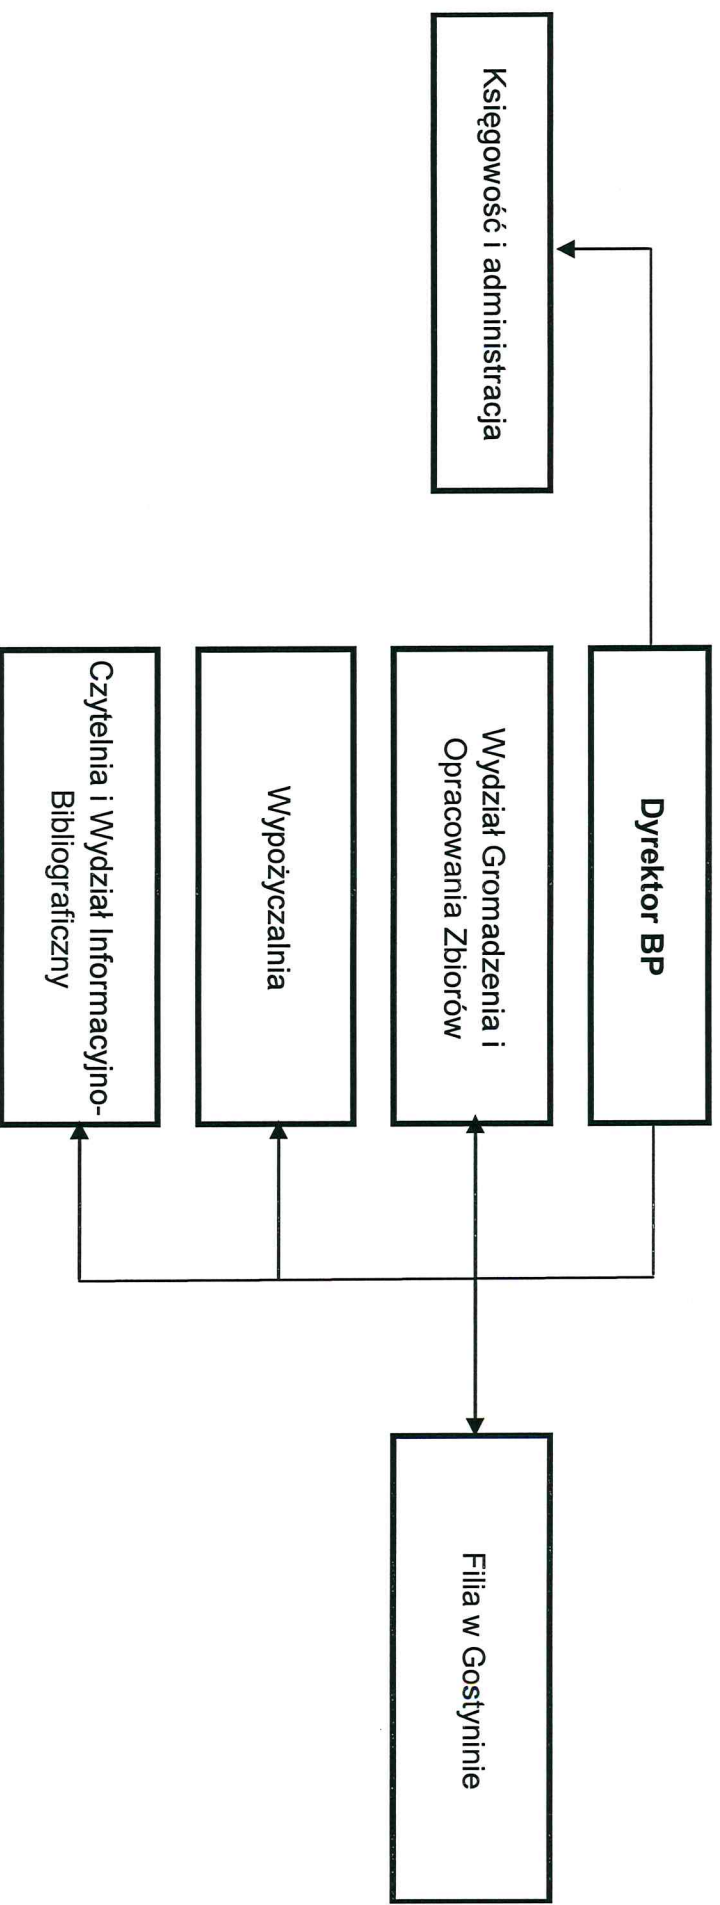 Dyrektor BP
Księgowość i administracja
Wydział Gromadzenia i
Opracowania Zbiorów
Filia w Gostyninie
Wypożyczalnia
Czytelnia i Wydział Informacyjno-
Bibliograficzny